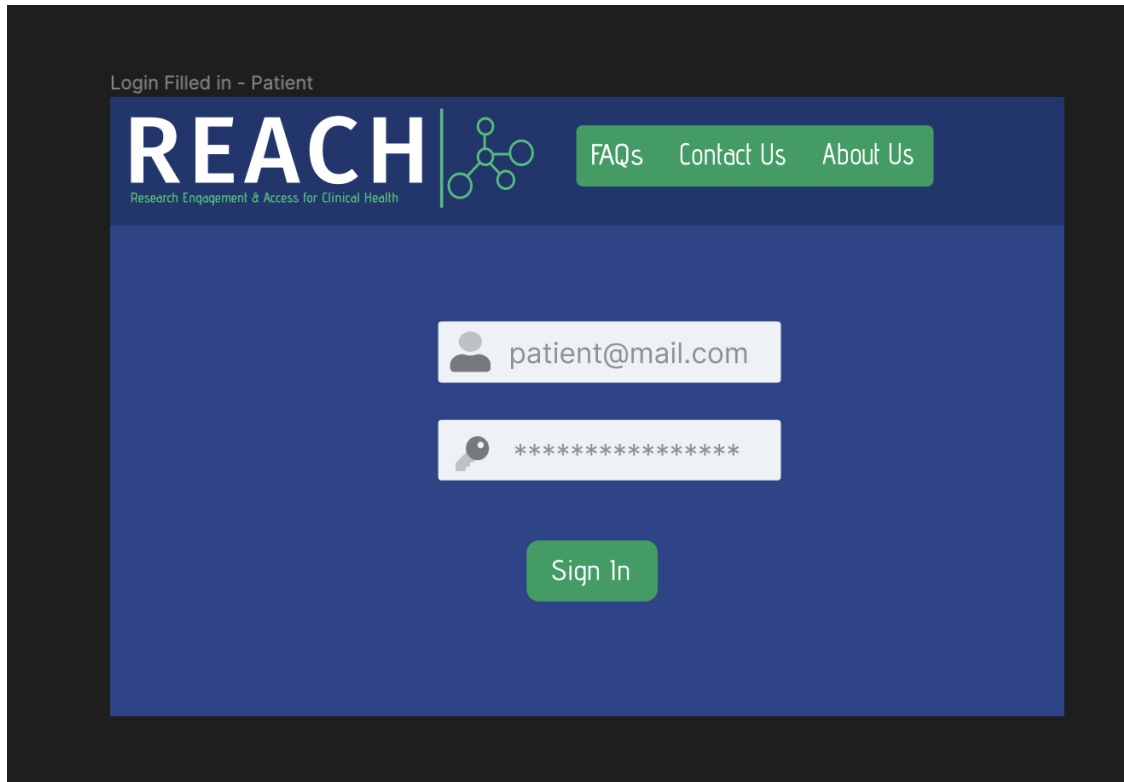 Login Filled in - Patient
REACH
Research Engagement & Access for Clinical Health
FAQs Contact Us About Us
patient@mail.com
****************
Sign In